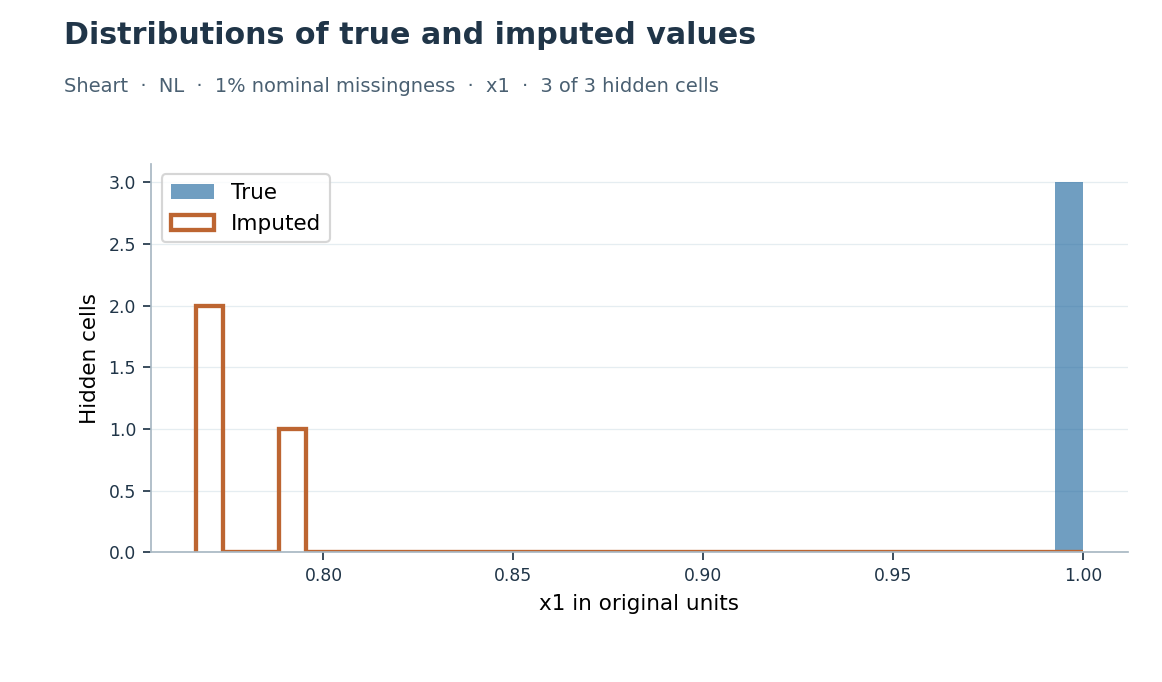 Distributions of true and imputed values
Sheart · NL · 1% nominal missingness · x1 · 3 of 3 hidden cells
True
Imputed
Hidden cells
3.0
2.5
2.0
1.5
1.0
0.5
0.0
0.80 0.85 0.90 0.95 1.00
x1 in original units